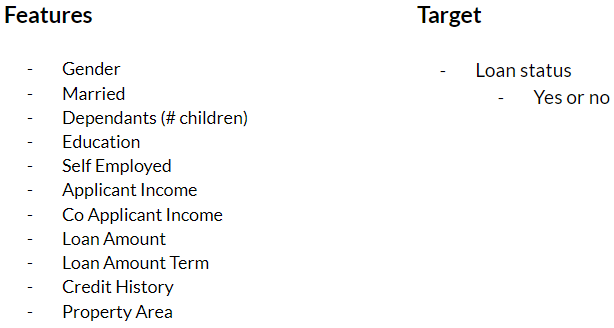 Features
- Gender
- Married
- Dependants (# children)
- Education
- Self Employed
- Applicant Income
- Co Applicant Income
- Loan Amount
- Loan Amount Term
- Credit History
- Property Area
Target
- Loan status
- Yes or no